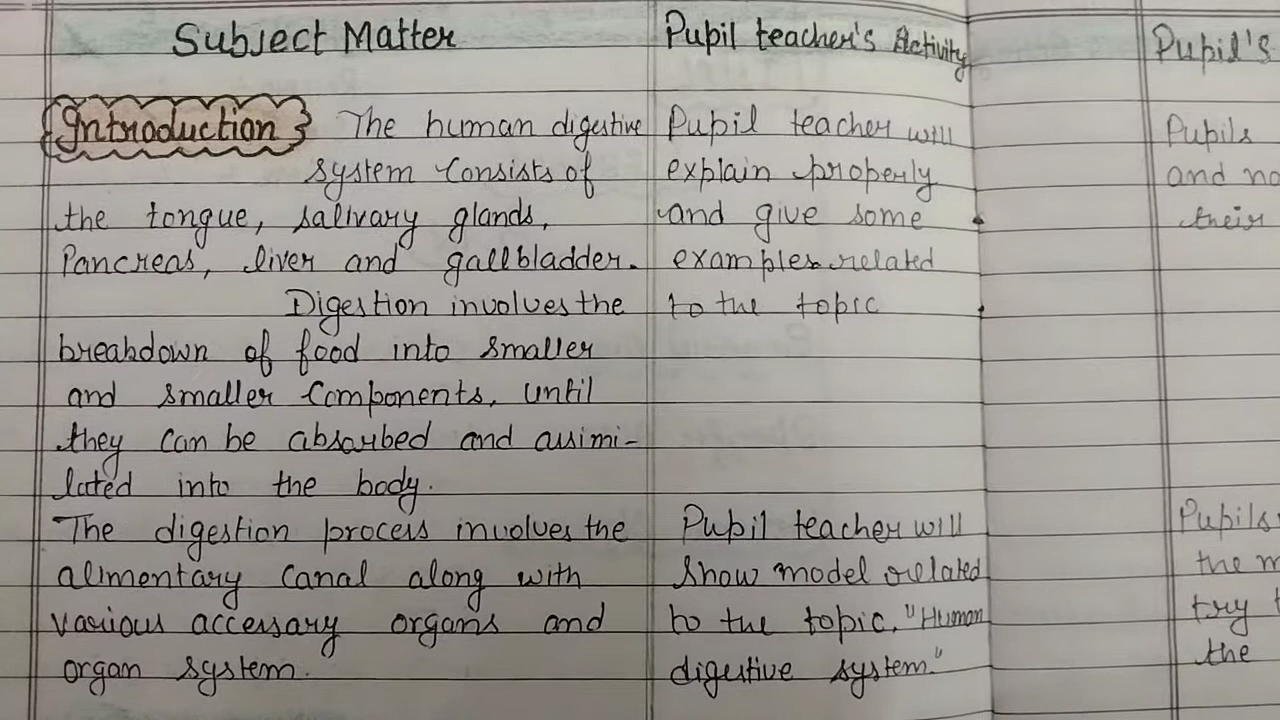 Subject Matter
Pupil teacher's Activity
Pupil's
Introduction The human digestive
system consists of
the tongue, salivary glands,
Pancreas, liver and gallbladder.
Digestion involves the
breakdown of food into smaller
and smaller components, until
they can be absorbed and assimi-
lated into the body.
The digestion process involves the
alimentary canal along with
various accessary organs and
organ system.
Pupil teacher will
explain properly
and give some
examples related
to the topic
Pupil teacher will
show model related
to the topic. "Human
digestive system."
Pupils
and no
their
Pupils
the m
try t
the